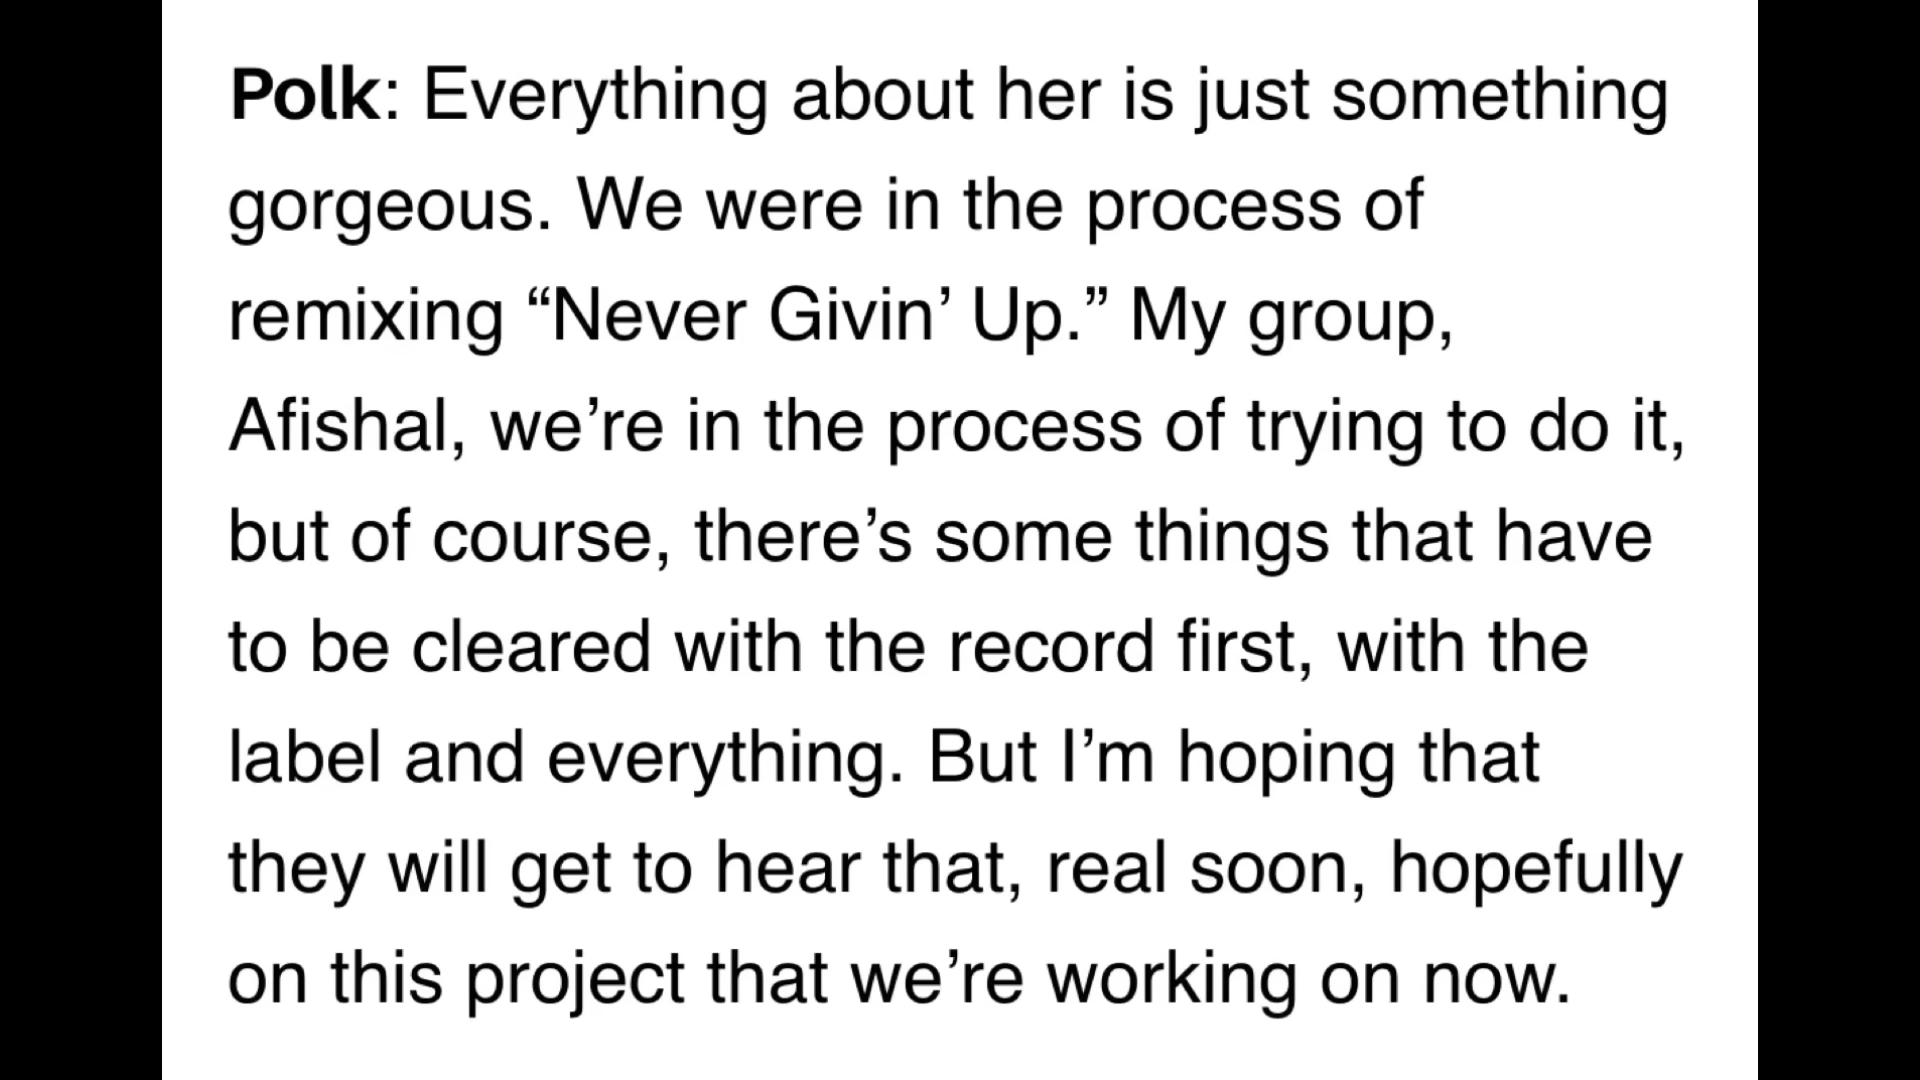 Polk: Everything about her is just something
gorgeous. We were in the process of
remixing “Never Givin’ Up.” My group,
Afishal, we’re in the process of trying to do it,
but of course, there’s some things that have
to be cleared with the record first, with the
label and everything. But I’m hoping that
they will get to hear that, real soon, hopefully
on this project that we’re working on now.